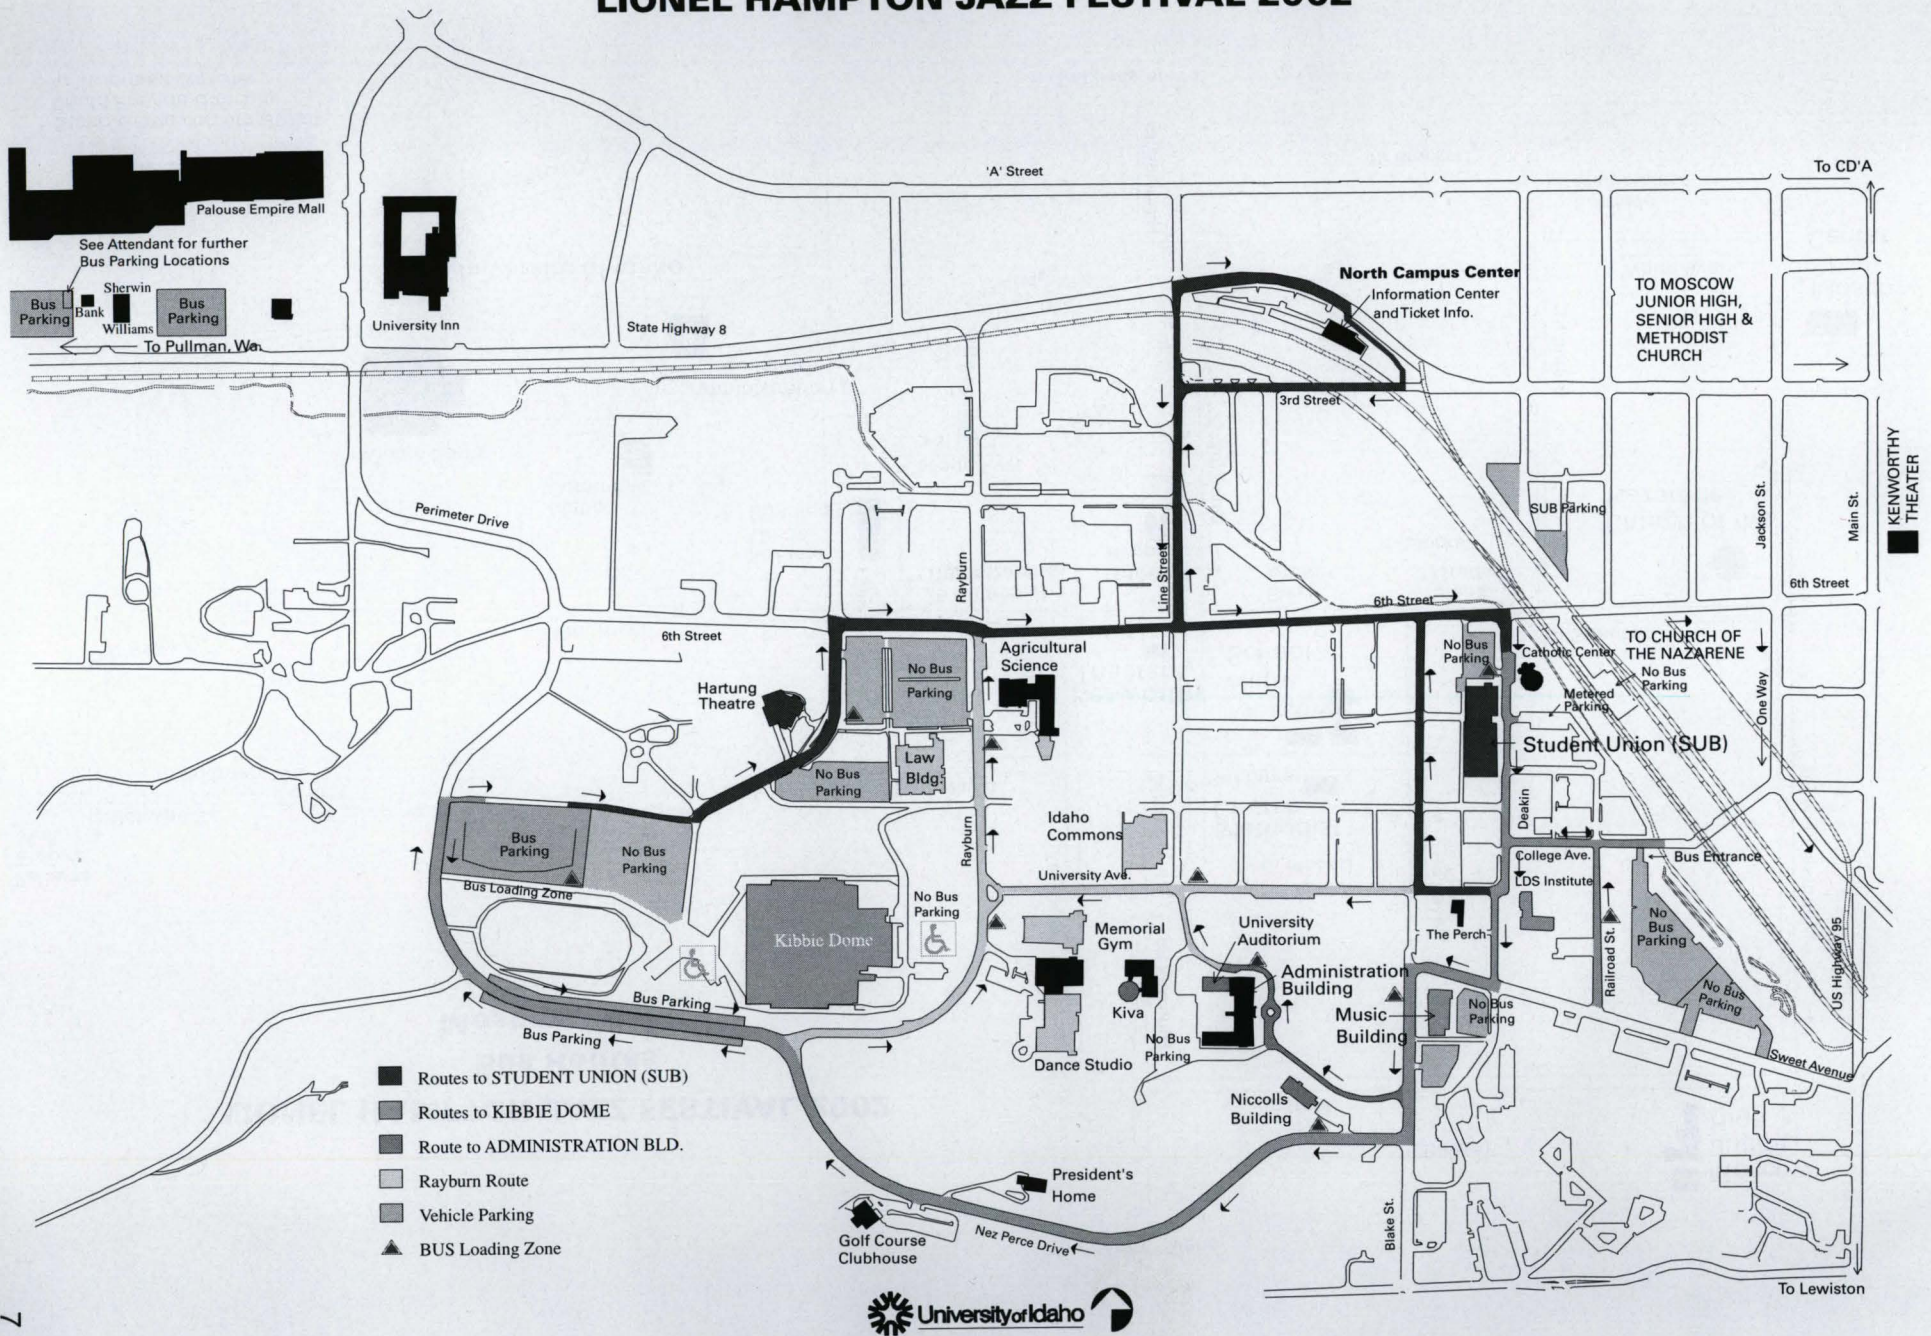 LIONEL HAMPTON JAZZ FESTIVAL 2002
'A' Street
To CD'A
Palouse Empire Mall
See Attendant for further
Bus Parking Locations
Bus
Parking
Bank
Sherwin
Williams
Bus
Parking
To Pullman, Wa.
University Inn
State Highway 8
North Campus Center
Information Center
and Ticket Info.
TO MOSCOW
JUNIOR HIGH,
SENIOR HIGH &
METHODIST
CHURCH
3rd Street
KENWORTHY
THEATER
Perimeter Drive
SUB Parking
Jackson St.
Main St.
Rayburn
Line Street
6th Street
6th Street
6th Street
Agricultural
Science
No Bus
Parking
No Bus
Parking
Catholic Center
TO CHURCH OF
THE NAZARENE
No Bus
Parking
Metered
Parking
One Way
Hartung
Theatre
Student Union (SUB)
Law
Bldg.
No Bus
Parking
Deakin
Idaho
Commons
Bus
Parking
No Bus
Parking
Rayburn
Bus Loading Zone
University Ave.
College Ave.
Bus Entrance
LDS Institute
No Bus
Parking
Kibbie Dome
Memorial
Gym
University
Auditorium
The Perch
No
Bus
Parking
Railroad St.
US Highway 95
Administration
Building
Bus Parking
Bus Parking
Kiva
No Bus
Parking
Music
Building
No Bus
Parking
No Bus
Parking
Dance Studio
Sweet Avenue
Niccolls
Building
Routes to STUDENT UNION (SUB)
Routes to KIBBIE DOME
Route to ADMINISTRATION BLD.
Rayburn Route
Vehicle Parking
BUS Loading Zone
President's
Home
Golf Course
Clubhouse
Nez Perce Drive
Blake St.
To Lewiston
University of Idaho
7